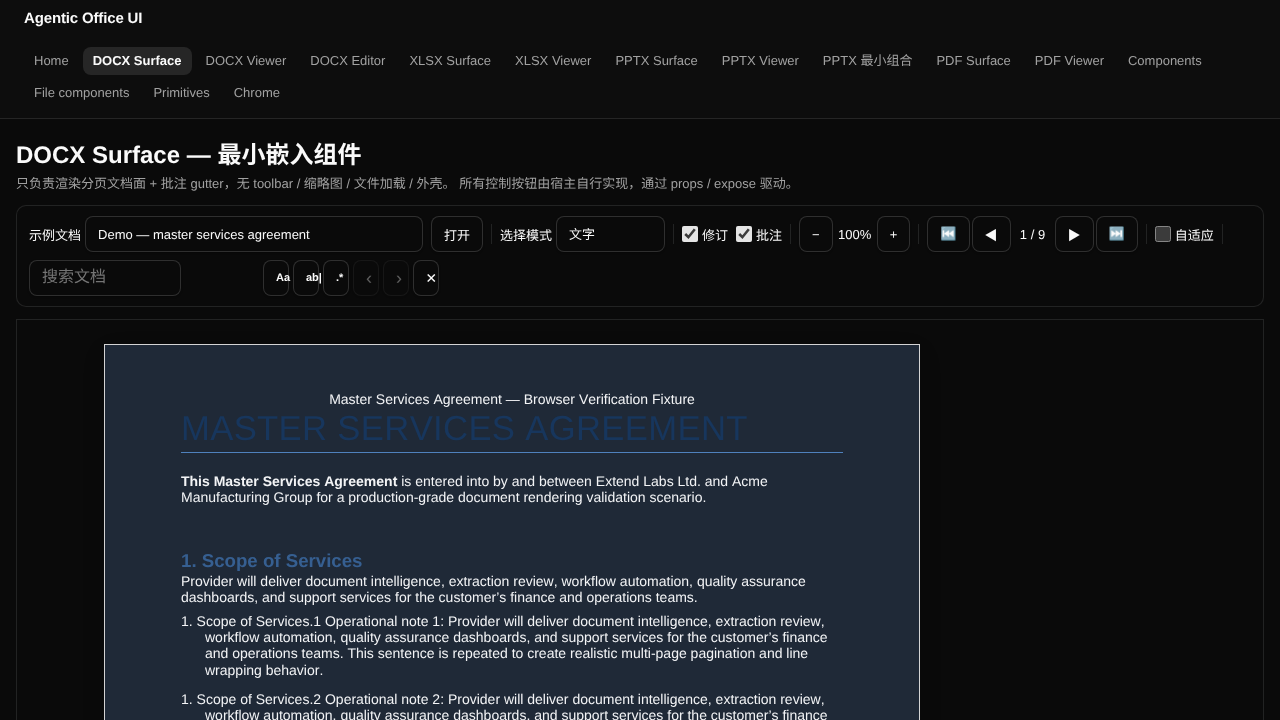 Agentic Office UI
Home DOCX Surface DOCX Viewer DOCX Editor XLSX Surface XLSX Viewer PPTX Surface PPTX Viewer PPTX 最小组合 PDF Surface PDF Viewer Components
File components Primitives Chrome
DOCX Surface — 最小嵌入组件
只负责渲染分页文档面 + 批注 gutter，无 toolbar / 缩略图 / 文件加载 / 外壳。 所有控制按钮由宿主自行实现，通过 props / expose 驱动。
示例文档 Demo — master services agreement 打开 选择模式 文字 修订 批注 − 100% + ⏪ ◀ 1 / 9 ▶ ⏩ 自适应
搜索文档 Aa ab| .* ‹ › ✕
Master Services Agreement — Browser Verification Fixture
MASTER SERVICES AGREEMENT
This Master Services Agreement is entered into by and between Extend Labs Ltd. and Acme
Manufacturing Group for a production-grade document rendering validation scenario.
1. Scope of Services
Provider will deliver document intelligence, extraction review, workflow automation, quality assurance
dashboards, and support services for the customer’s finance and operations teams.
1. Scope of Services.1 Operational note 1: Provider will deliver document intelligence, extraction review,
workflow automation, quality assurance dashboards, and support services for the customer’s finance
and operations teams. This sentence is repeated to create realistic multi-page pagination and line
wrapping behavior.
1. Scope of Services.2 Operational note 2: Provider will deliver document intelligence, extraction review,
workflow automation, quality assurance dashboards, and support services for the customer’s finance